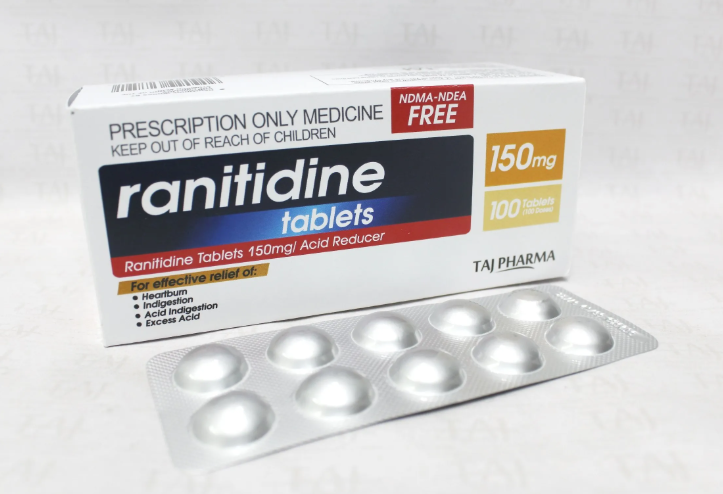 PRESCRIPTION ONLY MEDICINE
KEEP OUT OF REACH OF CHILDREN
NDMA-NDEA
FREE
ranitidine
tablets
Ranitidine Tablets 150mg/ Acid Reducer
150mg
100 Tablets
For effective relief of:
• Heartburn
• Indigestion
• Acid Indigestion
• Excess Acid
TAJ PHARMA